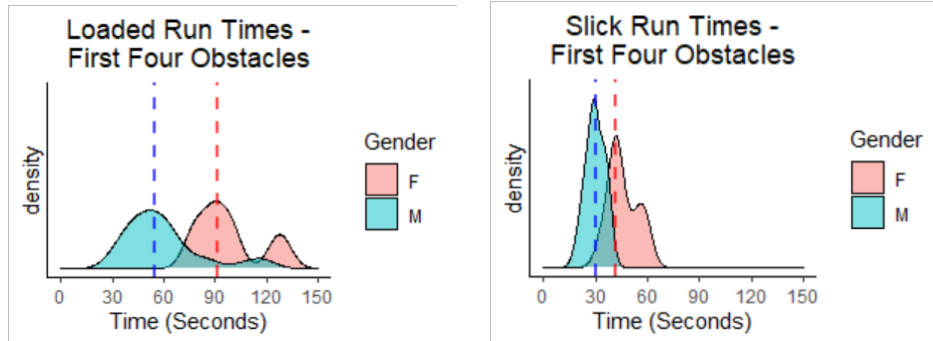 Loaded Run Times -
First Four Obstacles
density
Gender
F
M
0 30 60 90 120 150
Time (Seconds)
Slick Run Times -
First Four Obstacles
density
Gender
F
M
0 30 60 90 120 150
Time (Seconds)